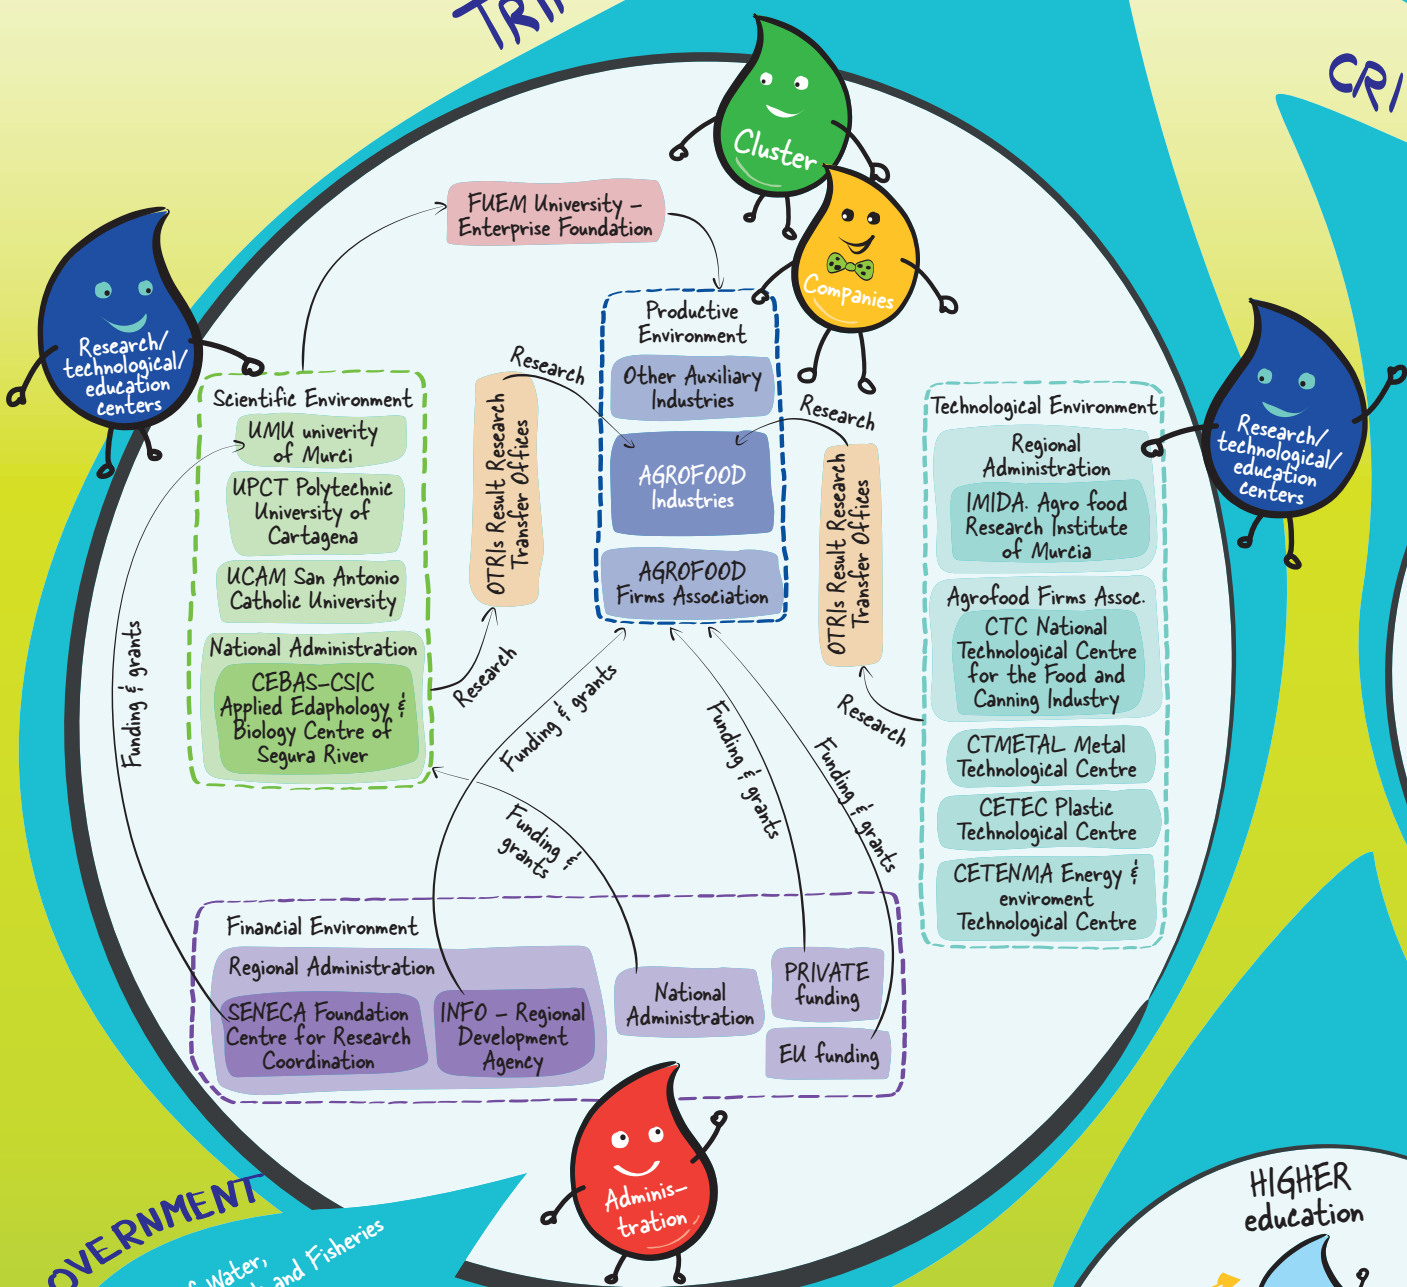 CRI
Cluster
FUEM University –
Enterprise Foundation
Companies
Research/
technological/
education
centers
Productive
Environment
Other Auxiliary
Industries
AGROFOOD
Industries
AGROFOOD
Firms Association
Research
OTRIs Result Research
Transfer Offices
Research
OTRIs Result Research
Transfer Offices
Scientific Environment
UMU univerity
of Murci
UPCT Polytechnic
University of
Cartagena
UCAM San Antonio
Catholic University
National Administration
CEBAS-CSIC
Applied Edaphology &
Biology Centre of
Segura River
Technological Environment
Regional
Administration
IMIDA. Agro food
Research Institute
of Murcia
Agrofood Firms Assoc.
CTC National
Technological Centre
for the Food and
Canning Industry
CTMETAL Metal
Technological Centre
CETEC Plastic
Technological Centre
CETENMA Energy &
enviroment
Technological Centre
Research/
technological/
education
centers
Research
Research
Funding & grants
Funding & grants
Funding &
grants
Funding & grants
Funding & grants
Financial Environment
Regional Administration
SENECA Foundation
Centre for Research
Coordination
INFO – Regional
Development
Agency
National
Administration
PRIVATE
funding
EU funding
Adminis-
tration
OVERNMENT
Water,
and Fisheries
HIGHER
education